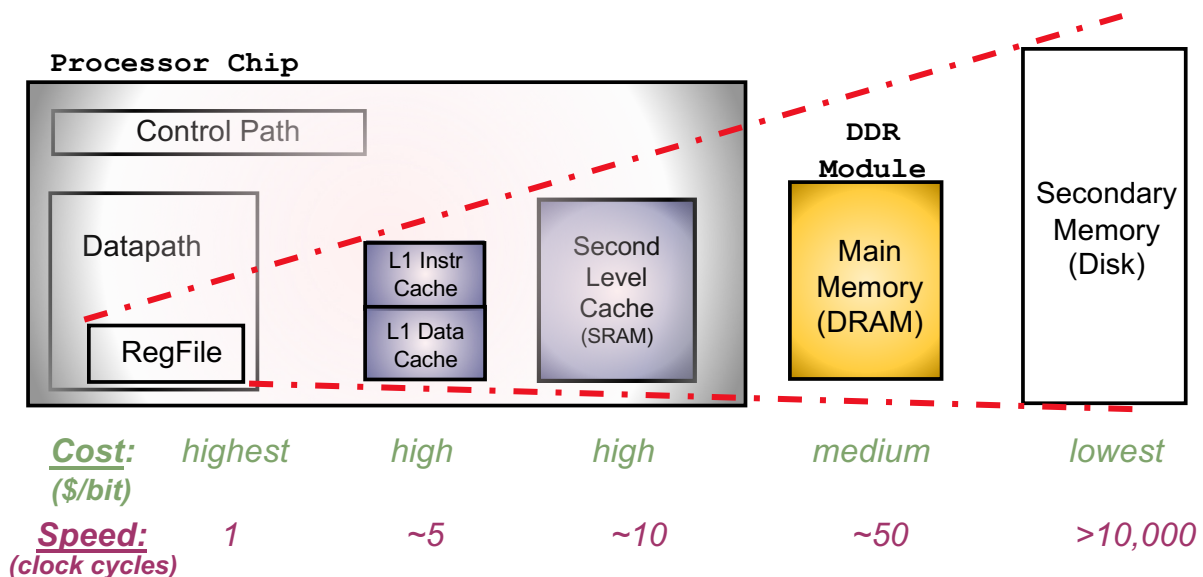 Processor Chip
Control Path
Datapath
RegFile
L1 Instr
Cache
L1 Data
Cache
Second
Level
Cache
(SRAM)
DDR
Module
Main
Memory
(DRAM)
Secondary
Memory
(Disk)
Cost: highest high high medium lowest
($/bit)
Speed: 1 ~5 ~10 ~50 >10,000
(clock cycles)